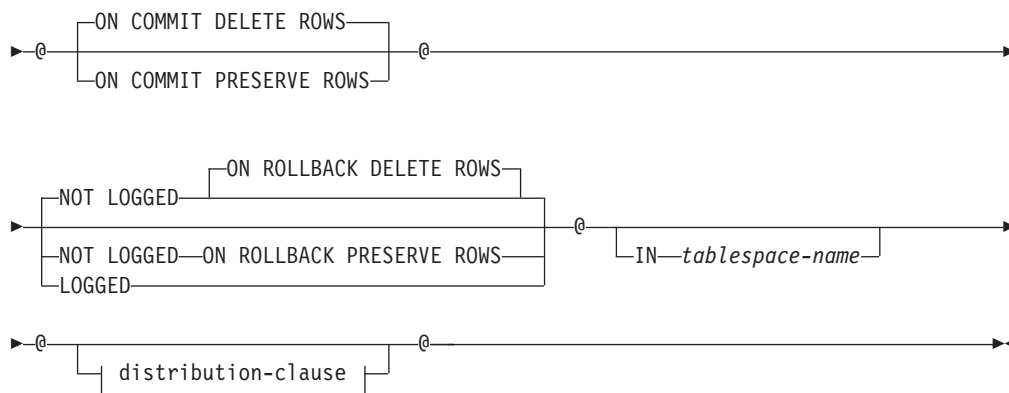 ON COMMIT DELETE ROWS
@ @
ON COMMIT PRESERVE ROWS
ON ROLLBACK DELETE ROWS
NOT LOGGED
@
NOT LOGGED ON ROLLBACK PRESERVE ROWS IN tablespace-name
LOGGED
@ @
distribution-clause